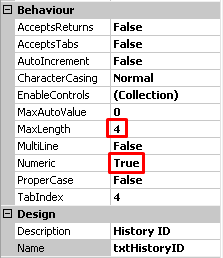 Behaviour
AcceptsReturns False
AcceptsTabs False
AutoIncrement False
CharacterCasing Normal
EnableControls (Collection)
MaxAutoValue 0
MaxLength 4
MultiLine False
Numeric True
ProperCase False
TabIndex 4
Design
Description History ID
Name txtHistoryID